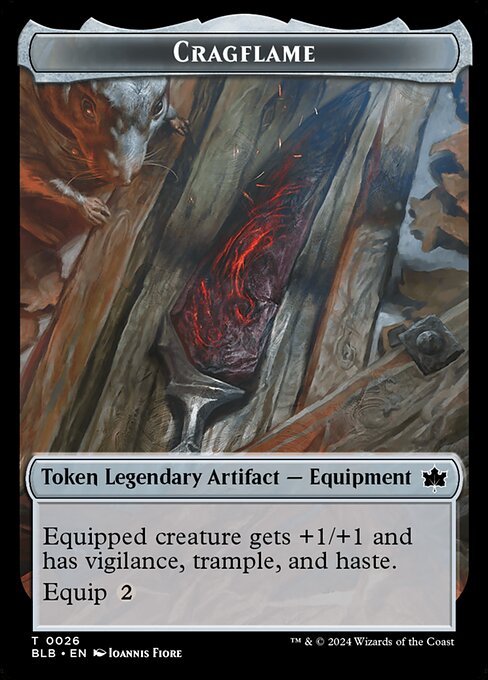 Cragflame
Token Legendary Artifact — Equipment
Equipped creature gets +1/+1 and
has vigilance, trample, and haste.
Equip 2
T 0026
BLB • EN Ioannis Fiore
™ & © 2024 Wizards of the Coast